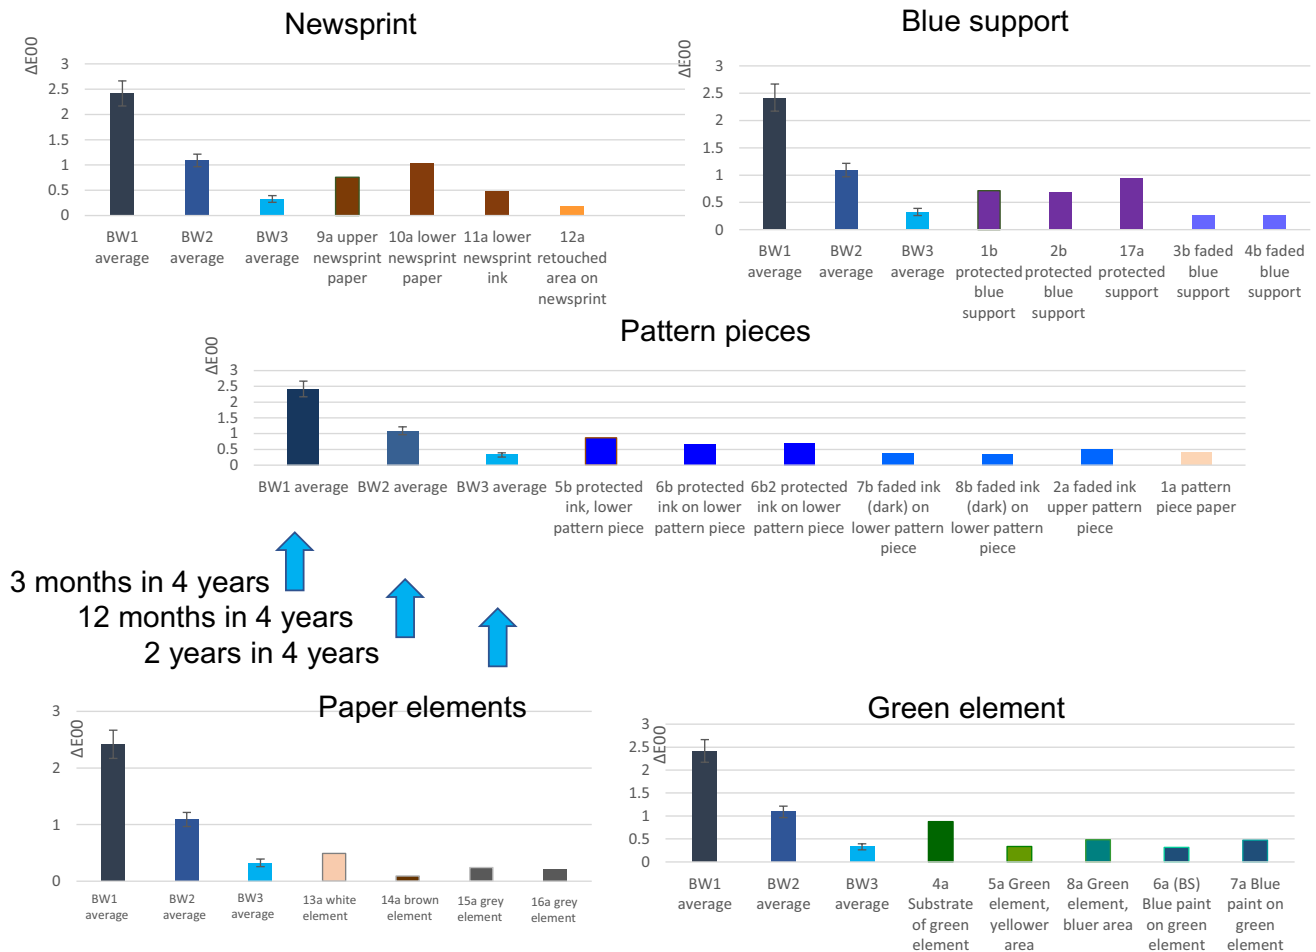 Newsprint
ΔE00
3
2.5
2
1.5
1
0.5
0
BW1 average
BW2 average
BW3 average
9a upper newsprint paper
10a lower newsprint paper
11a lower newsprint ink
12a retouched area on newsprint
Blue support
ΔE00
3
2.5
2
1.5
1
0.5
0
BW1 average
BW2 average
BW3 average
1b protected blue support
2b protected blue support
17a protected support
3b faded blue support
4b faded blue support
Pattern pieces
ΔE00
3
2.5
2
1.5
1
0.5
0
BW1 average
BW2 average
BW3 average
5b protected ink, lower pattern piece
6b protected ink on lower pattern piece
6b2 protected ink on lower pattern piece
7b faded ink (dark) on lower pattern piece
8b faded ink (dark) on lower pattern piece
2a faded ink upper pattern piece
1a pattern piece paper
3 months in 4 years
12 months in 4 years
2 years in 4 years
Paper elements
ΔE00
3
2
1
0
BW1 average
BW2 average
BW3 average
13a white element
14a brown element
15a grey element
16a grey element
Green element
ΔE00
3
2.5
2
1.5
1
0.5
0
BW1 average
BW2 average
BW3 average
4a Substrate of green element
5a Green element, yellower area
8a Green element, bluer area
6a (BS) Blue paint on green element
7a Blue paint on green element